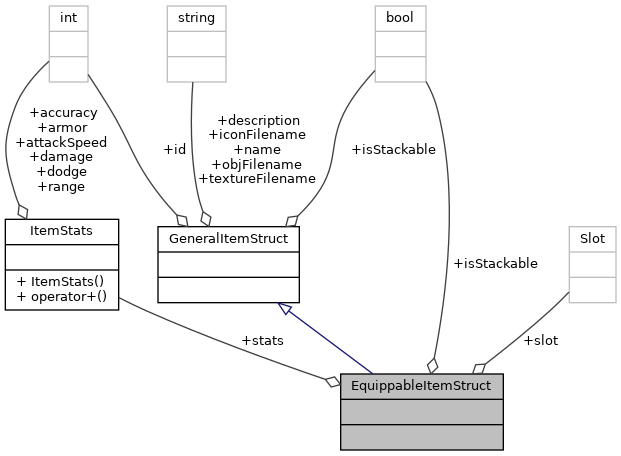 int
string
bool
+accuracy
+armor
+attackSpeed
+damage
+dodge
+range
+id
+description
+iconFilename
+name
+objFilename
+textureFilename
+isStackable
ItemStats
+ ItemStats()
+ operator+()
GeneralItemStruct
+isStackable
Slot
+stats
+slot
EquippableItemStruct